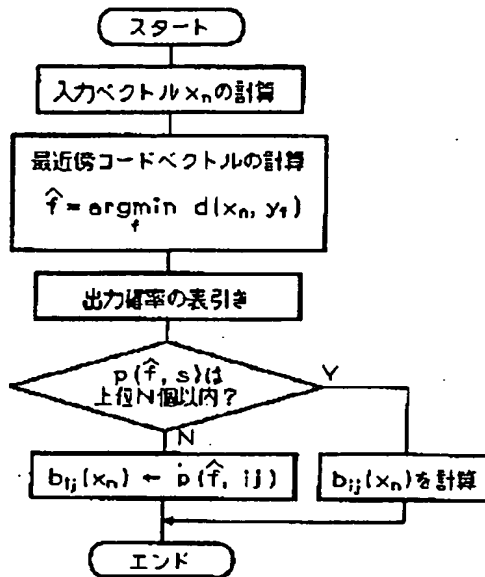 スタート
入力ベクトルxnの計算
最近傍コードベクトルの計算
f̂ = argmin d(xn, yf)
f
出力確率の表引き
p(f̂, s)は
上位N個以内?
Y
N
bij(xn) ← p(f̂, ij)
bij(xn)を計算
エンド